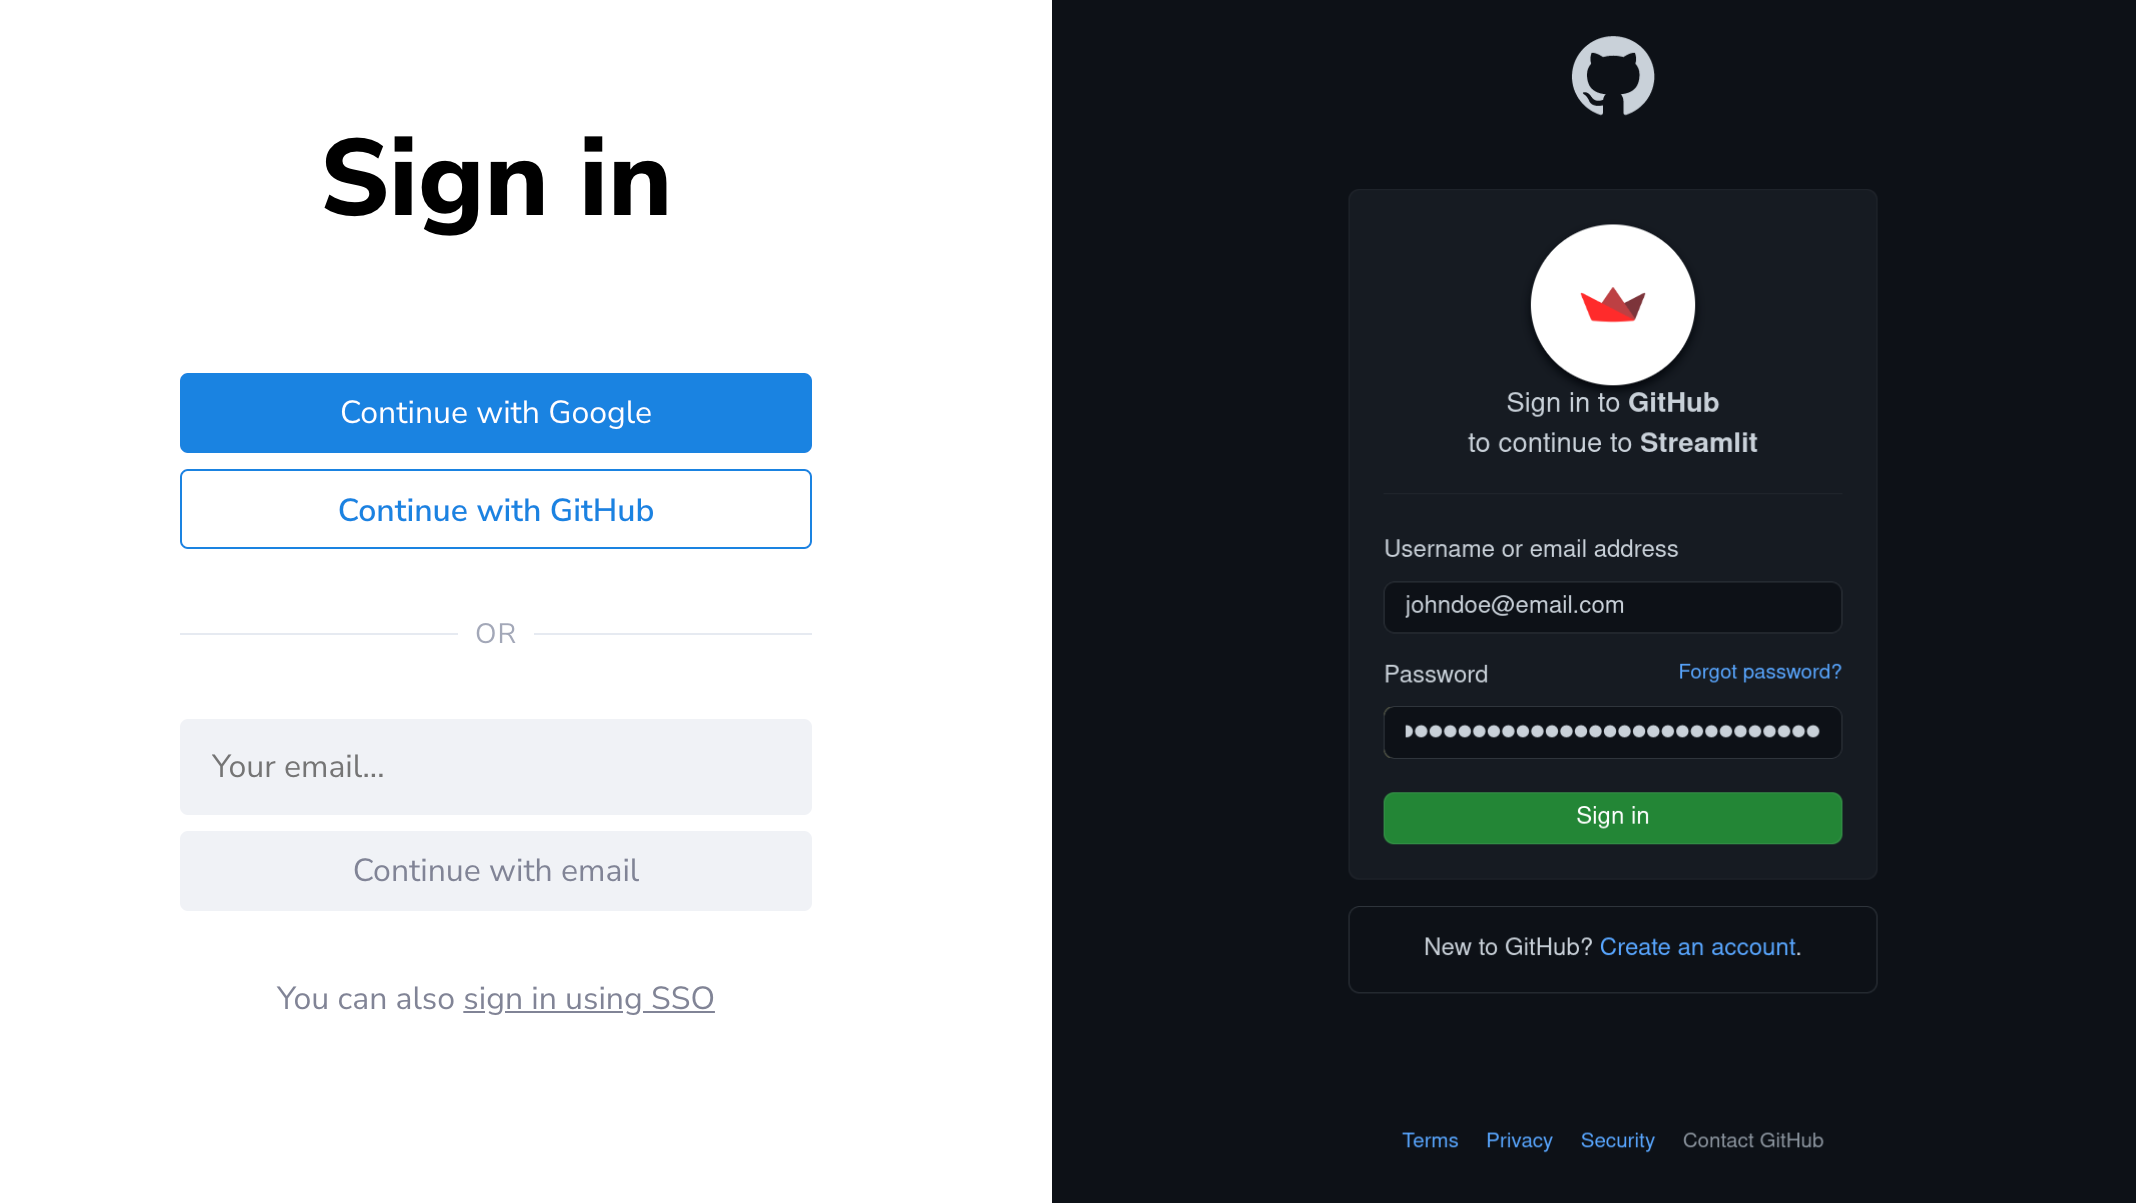 Sign in
Continue with Google
Continue with GitHub
OR
Your email...
Continue with email
You can also sign in using SSO
Sign in to GitHub
to continue to Streamlit
Username or email address
johndoe@email.com
Password Forgot password?
Sign in
New to GitHub? Create an account.
Terms Privacy Security Contact GitHub